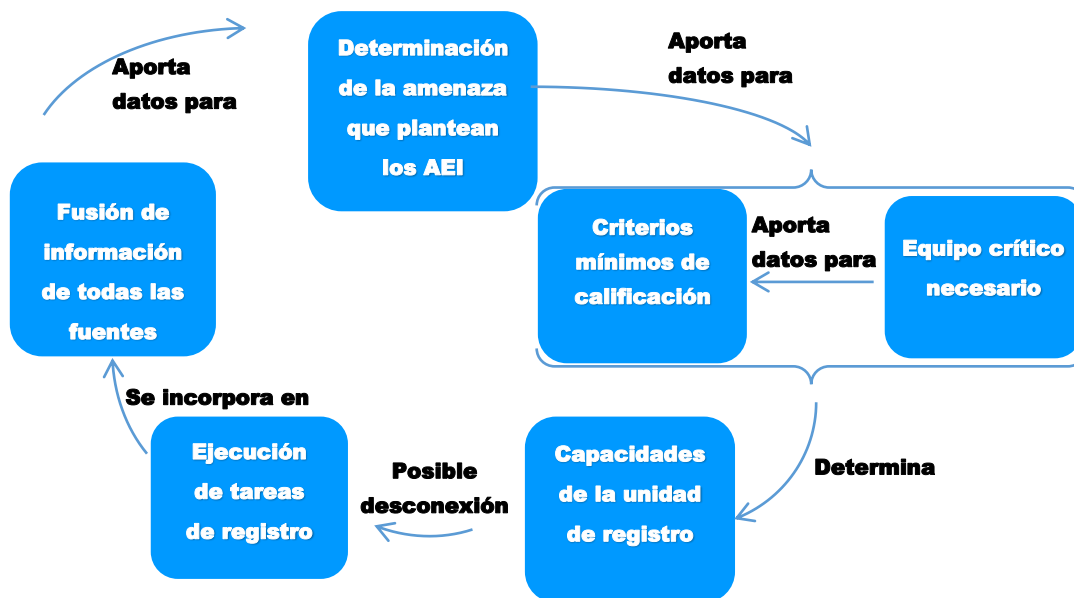 Determinación
de la amenaza
que plantean
los AEI
Aporta
datos para
Criterios
mínimos de
calificación
Aporta
datos para
Equipo crítico
necesario
Determina
Capacidades
de la unidad
de registro
Posible
desconexión
Ejecución
de tareas
de registro
Se incorpora en
Fusión de
información
de todas las
fuentes
Aporta
datos para